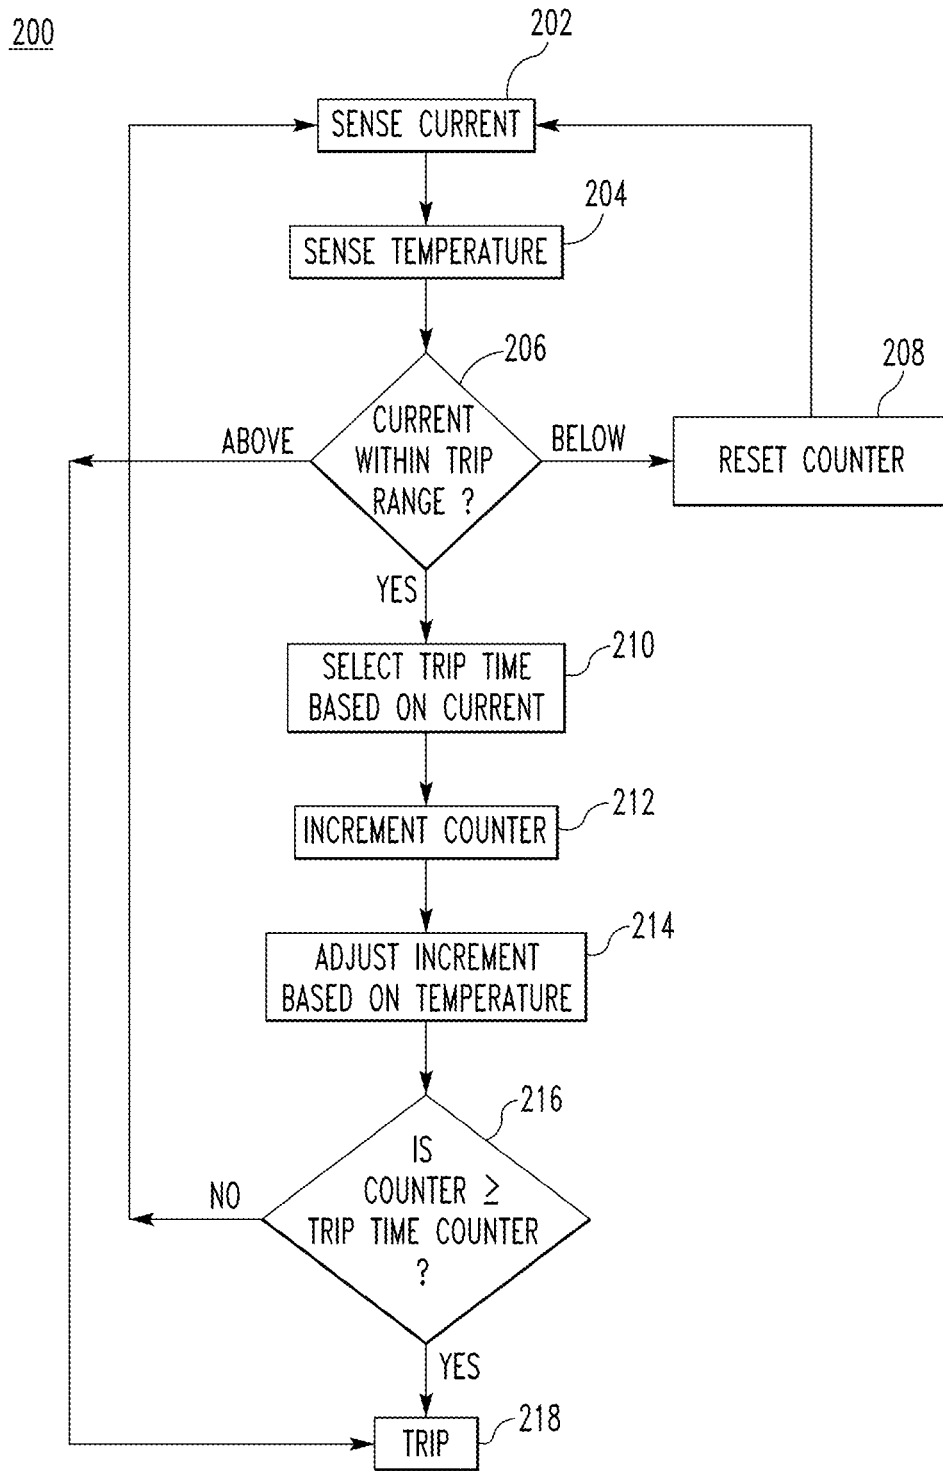 200
202
SENSE CURRENT
204
SENSE TEMPERATURE
206
208
CURRENT
WITHIN TRIP
RANGE ?
ABOVE
BELOW
RESET COUNTER
YES
210
SELECT TRIP TIME
BASED ON CURRENT
212
INCREMENT COUNTER
214
ADJUST INCREMENT
BASED ON TEMPERATURE
216
IS
COUNTER ≥
TRIP TIME COUNTER
?
NO
YES
218
TRIP